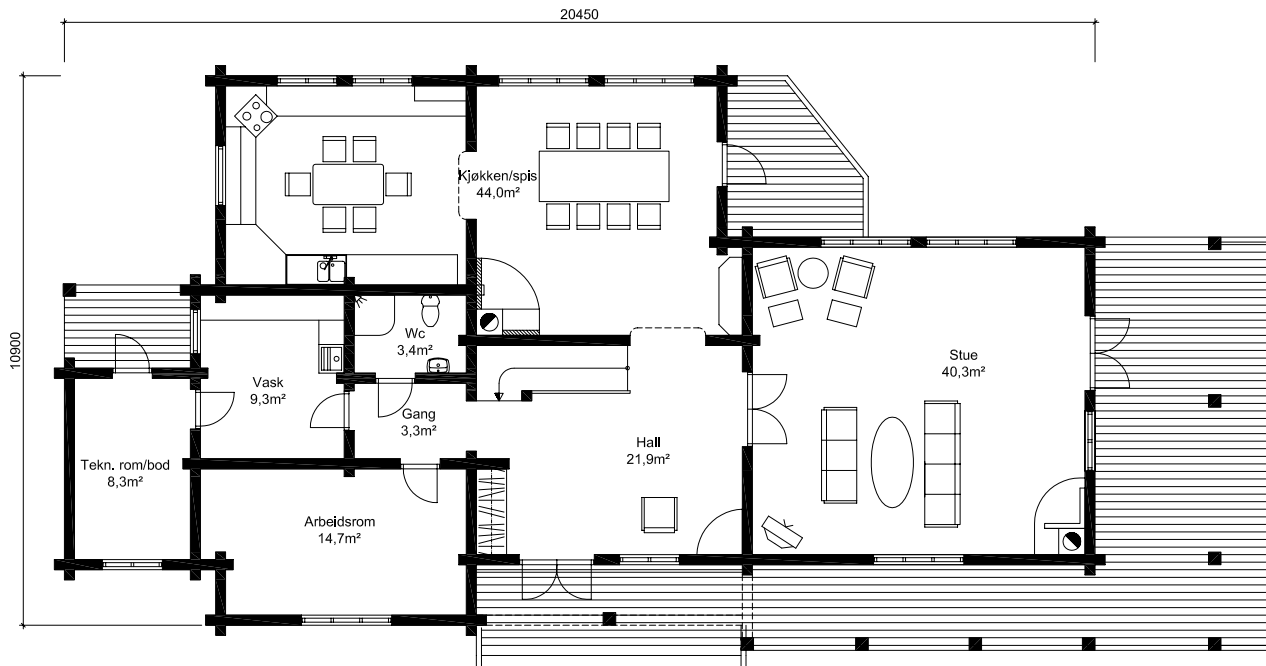 20450
10900
Kjøkken/spis
44,0m²
Wc
3,4m²
Stue
40,3m²
Vask
9,3m²
Gang
3,3m²
Hall
21,9m²
Tekn. rom/bod
8,3m²
Arbeidsrom
14,7m²